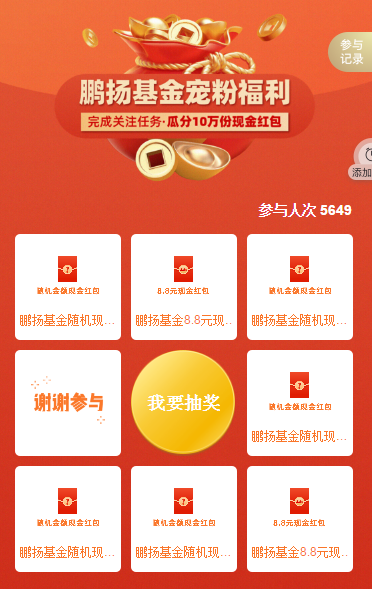 参与
记录
鹏扬基金宠粉福利
完成关注任务·瓜分10万份现金红包
添加
参与人次 5649
随机金额现金红包
8.8元现金红包
随机金额现金红包
鹏扬基金随机现...
鹏扬基金8.8元现...
鹏扬基金随机现...
谢谢参与
我要抽奖
随机金额现金红包
鹏扬基金随机现...
随机金额现金红包
随机金额现金红包
8.8元现金红包
鹏扬基金随机现...
鹏扬基金随机现...
鹏扬基金8.8元现...